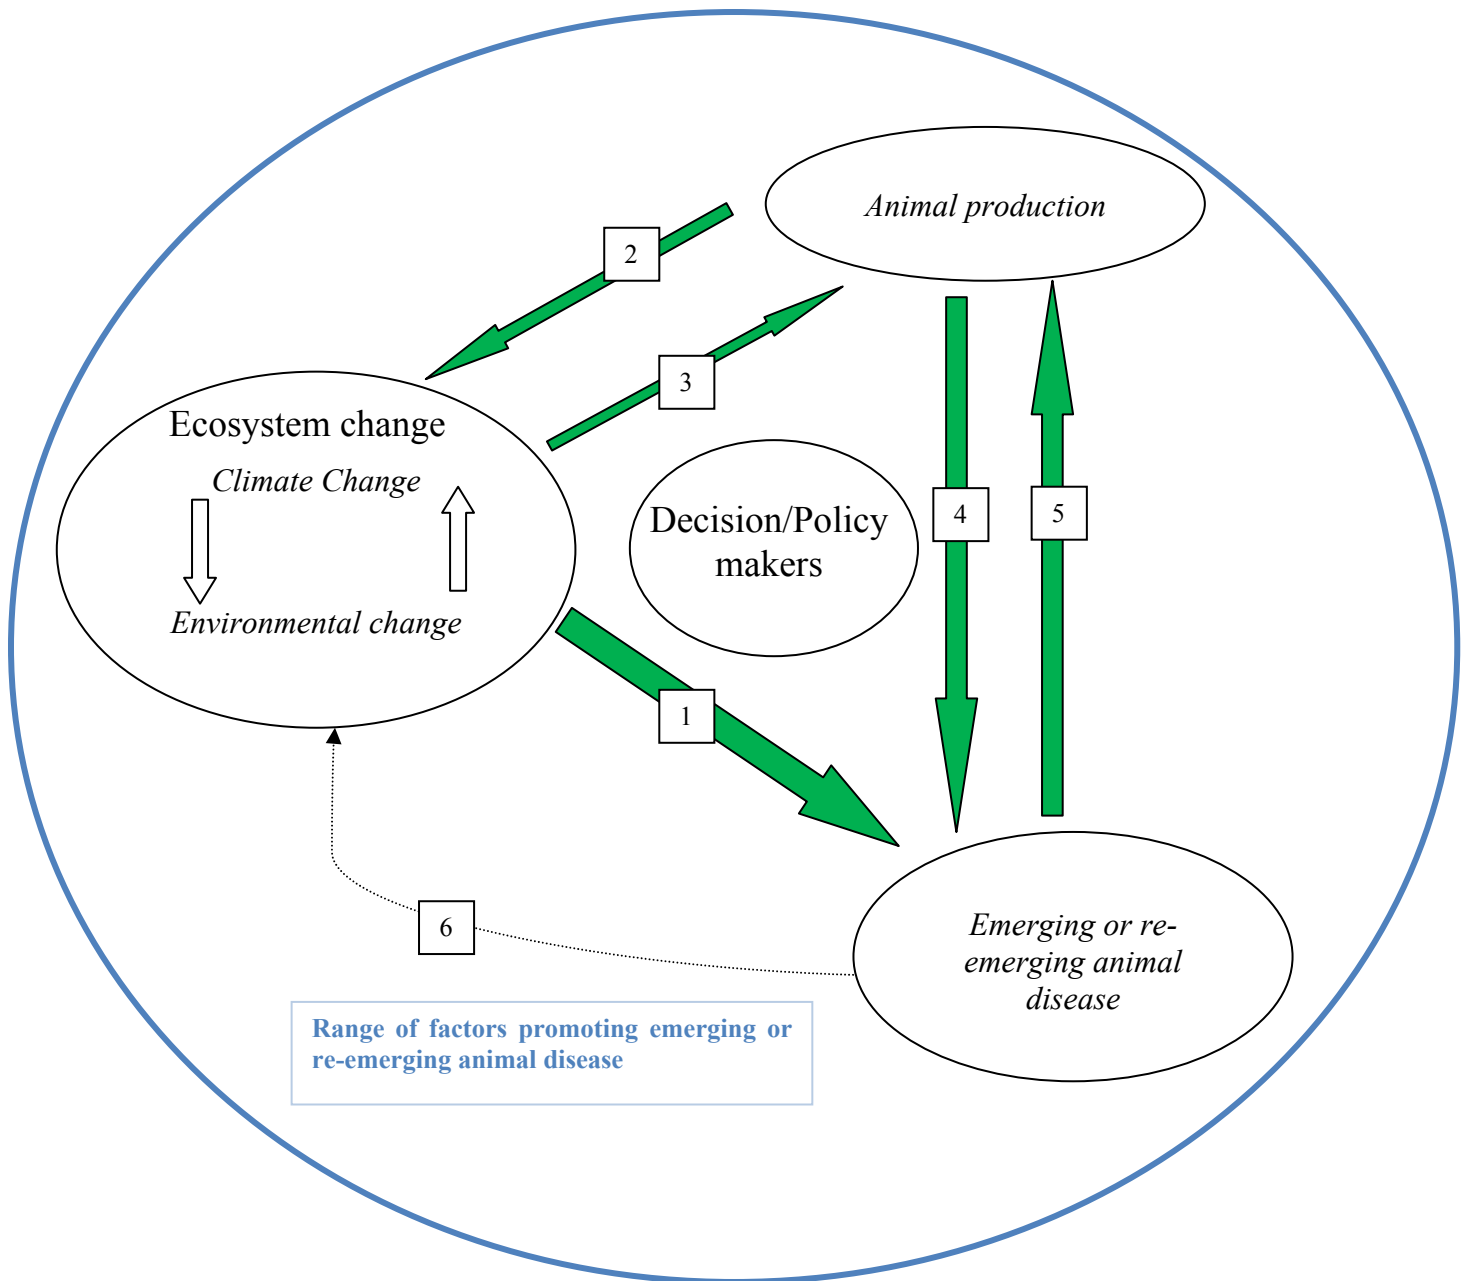 Animal production
2
3
Ecosystem change
Climate Change
Environmental change
Decision/Policy
makers
4
5
1
6
Emerging or re-
emerging animal
disease
Range of factors promoting emerging or
re-emerging animal disease